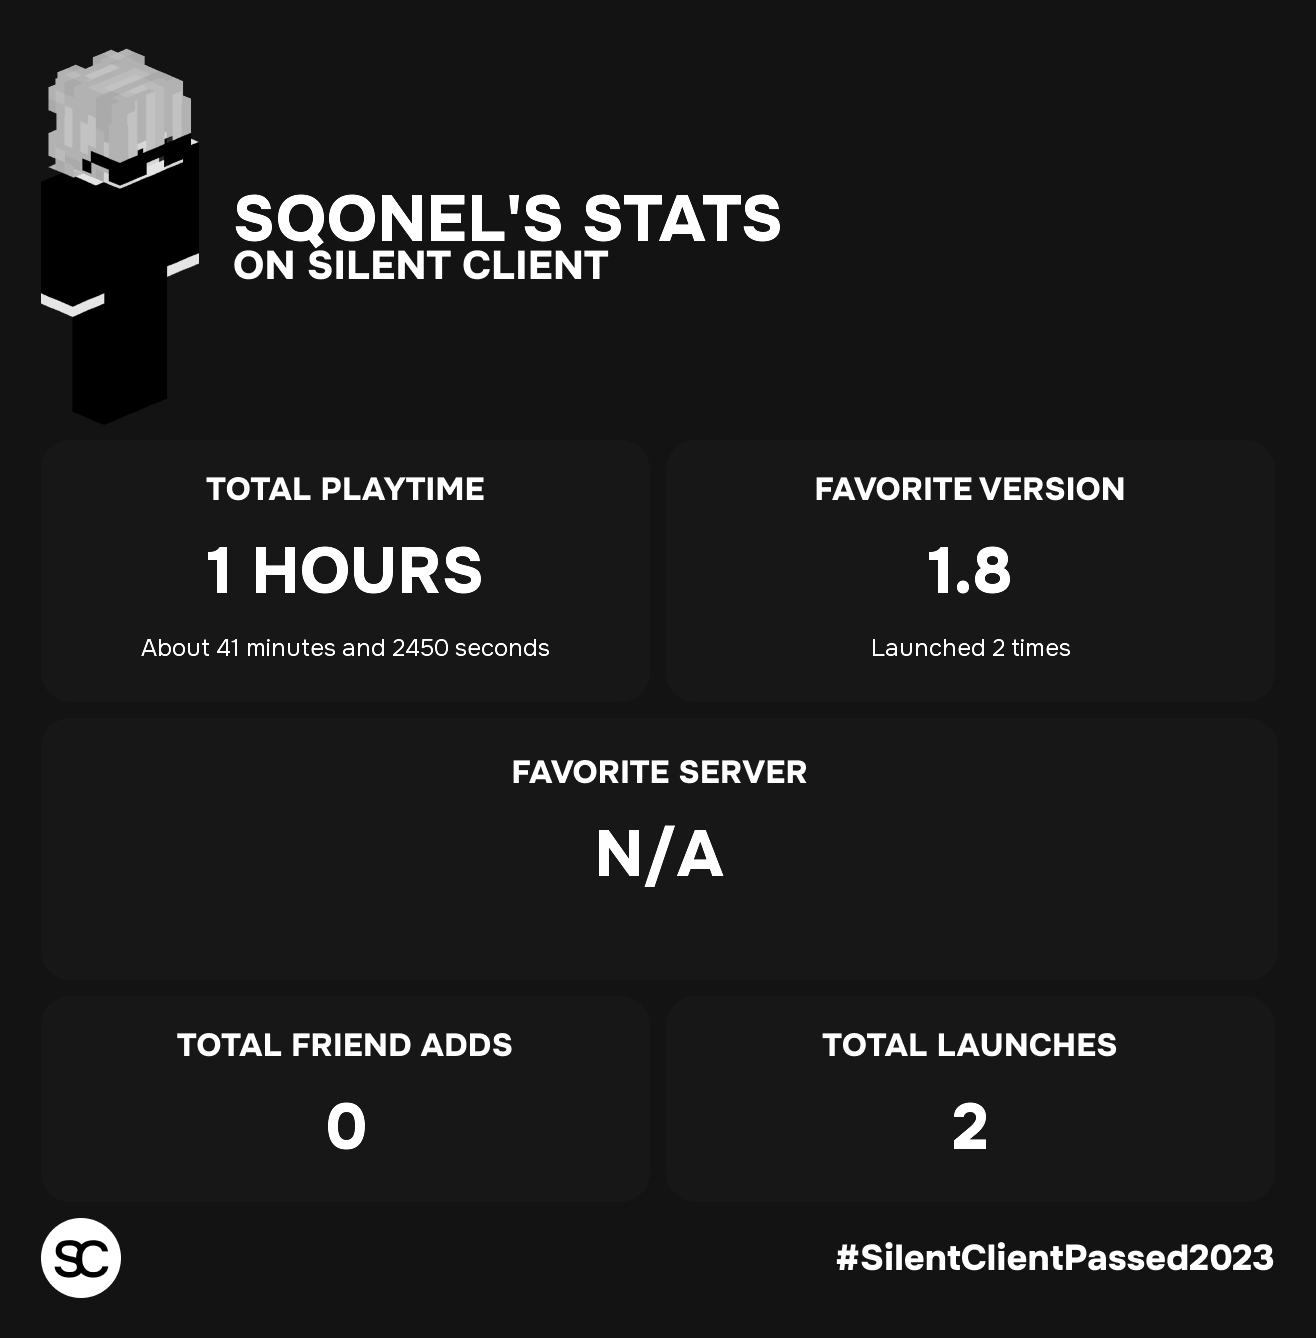 SQONEL'S STATS
ON SILENT CLIENT
TOTAL PLAYTIME
1 HOURS
About 41 minutes and 2450 seconds
FAVORITE VERSION
1.8
Launched 2 times
FAVORITE SERVER
N/A
TOTAL FRIEND ADDS
0
TOTAL LAUNCHES
2
SC
#SilentClientPassed2023